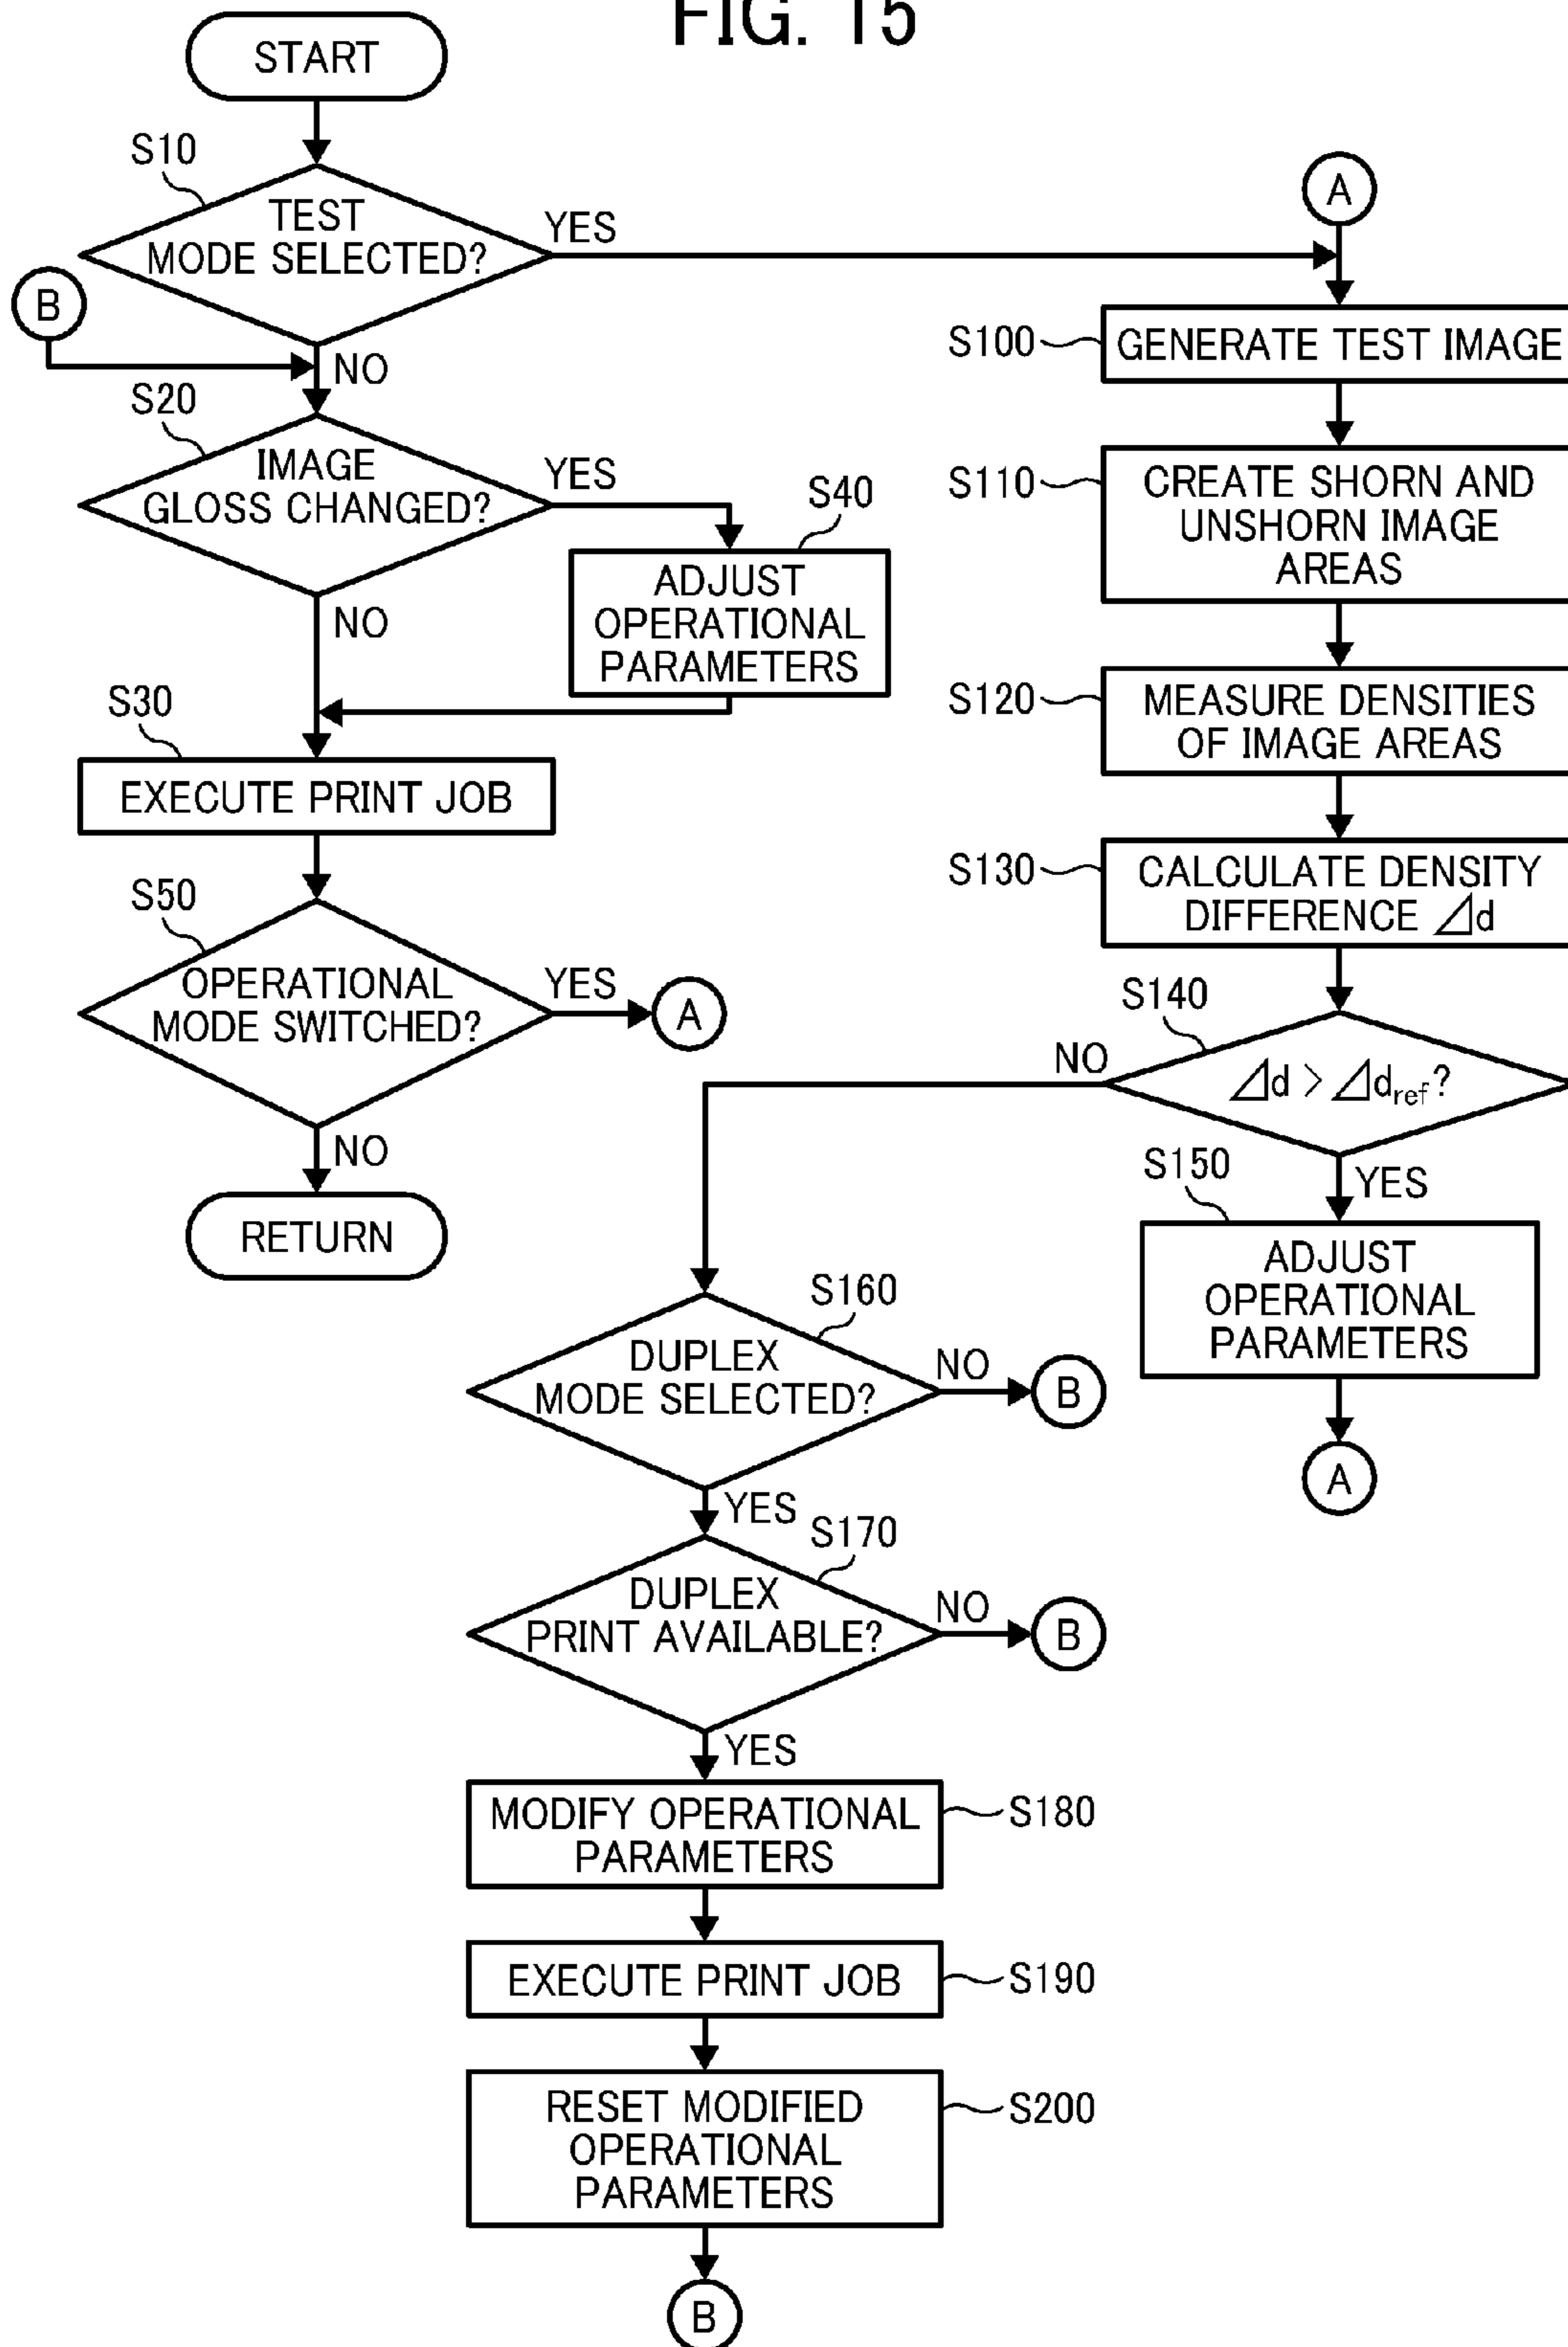 FIG. 15
START
S10
TEST
MODE SELECTED?
YES
B
NO
S20
IMAGE
GLOSS CHANGED?
YES
S40
ADJUST
OPERATIONAL
PARAMETERS
NO
S30
EXECUTE PRINT JOB
S50
OPERATIONAL
MODE SWITCHED?
YES
A
NO
RETURN
A
S100
GENERATE TEST IMAGE
S110
CREATE SHORN AND
UNSHORN IMAGE
AREAS
S120
MEASURE DENSITIES
OF IMAGE AREAS
S130
CALCULATE DENSITY
DIFFERENCE ⊿d
S140
NO
⊿d > ⊿dref?
YES
S150
ADJUST
OPERATIONAL
PARAMETERS
A
S160
DUPLEX
MODE SELECTED?
NO
B
YES
S170
DUPLEX
PRINT AVAILABLE?
NO
B
YES
MODIFY OPERATIONAL
PARAMETERS
S180
EXECUTE PRINT JOB
S190
RESET MODIFIED
OPERATIONAL
PARAMETERS
S200
B